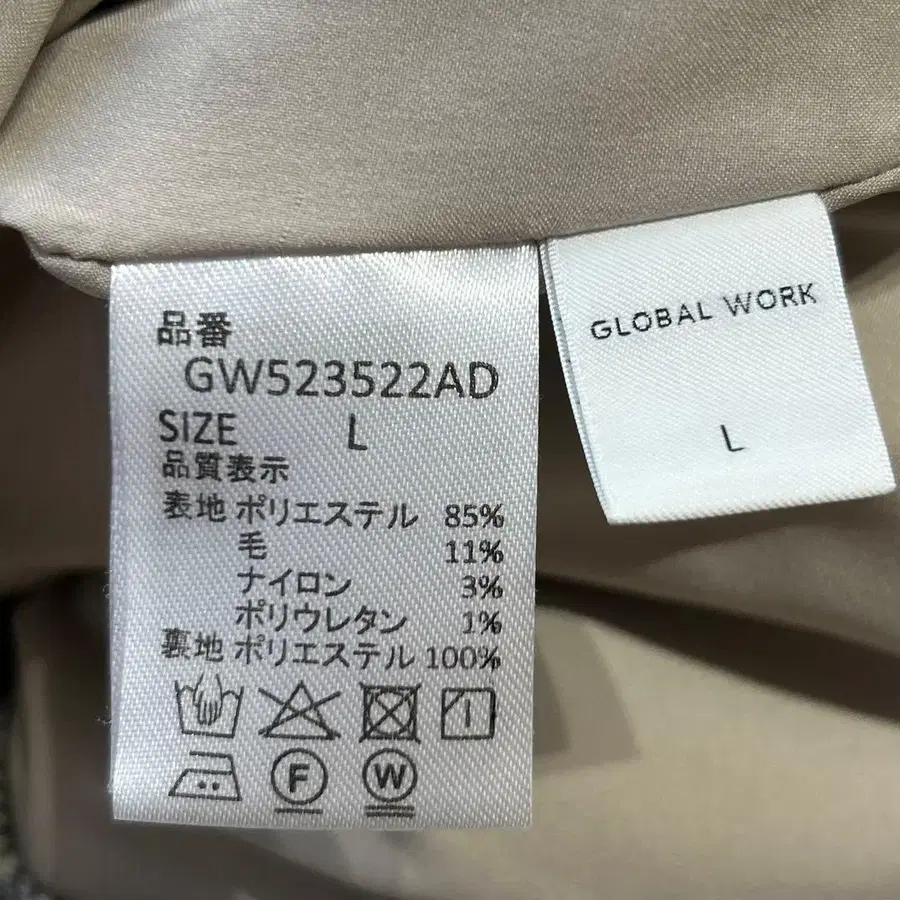 品番
GW523522AD
SIZE L
品質表示
表地 ポリエステル 85%
毛 11%
ナイロン 3%
ポリウレタン 1%
裏地 ポリエステル 100%
F W
GLOBAL WORK
L